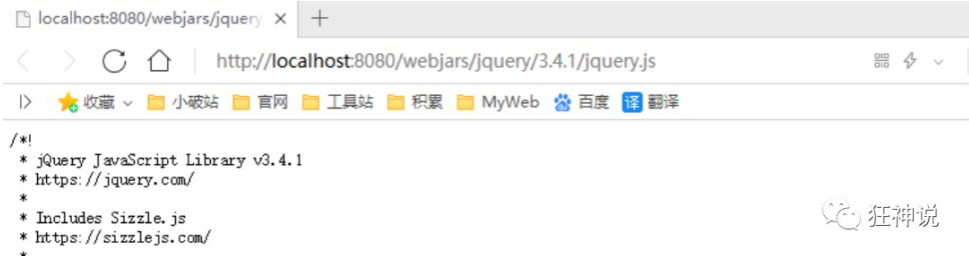 localhost:8080/webjars/jquery
http://localhost:8080/webjars/jquery/3.4.1/jquery.js
收藏 小破站 官网 工具站 积累 MyWeb 百度 译 翻译
/*!
* jQuery JavaScript Library v3.4.1
* https://jquery.com/
*
* Includes Sizzle.js
* https://sizzlejs.com/
*
狂神说